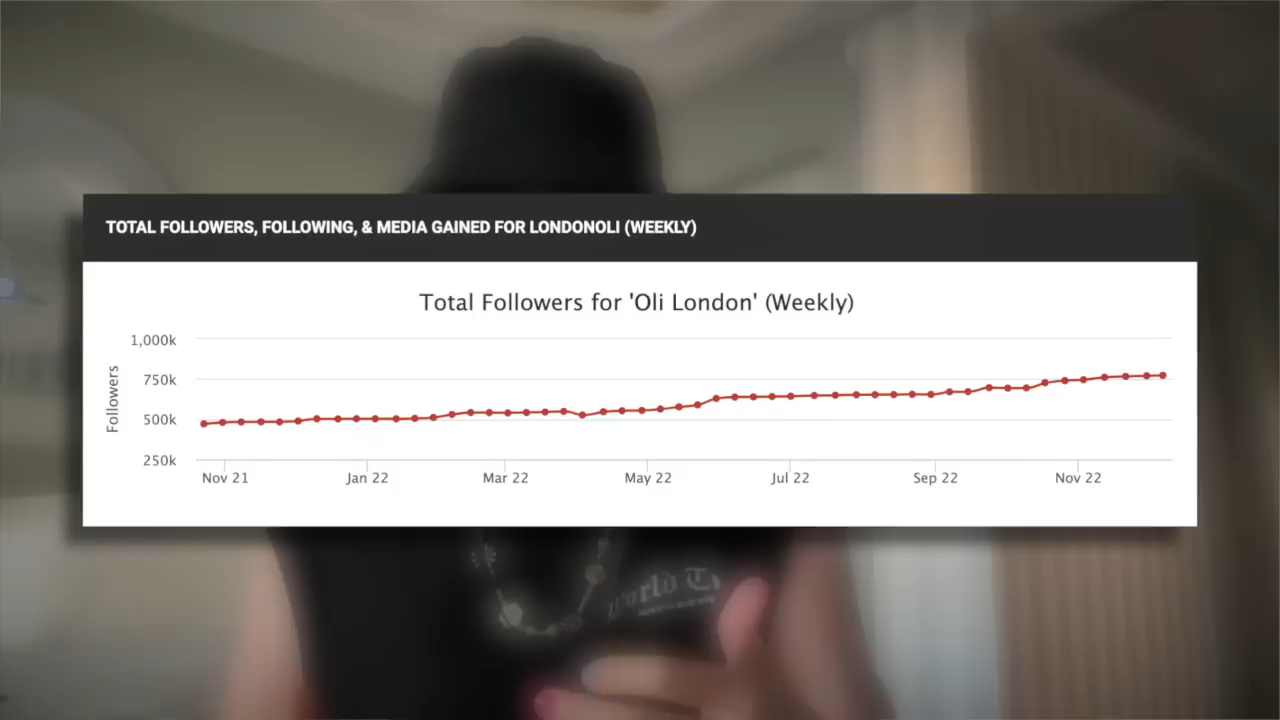 TOTAL FOLLOWERS, FOLLOWING, & MEDIA GAINED FOR LONDONOLI (WEEKLY)
Total Followers for 'Oli London' (Weekly)
Followers
1,000k
750k
500k
250k
Nov 21
Jan 22
Mar 22
May 22
Jul 22
Sep 22
Nov 22
World